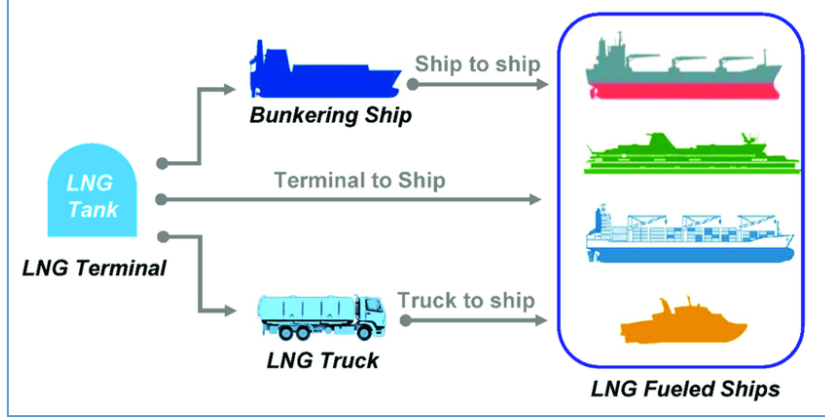 LNG
Tank
LNG Terminal
Bunkering Ship
Ship to ship
Terminal to Ship
LNG Truck
Truck to ship
LNG Fueled Ships